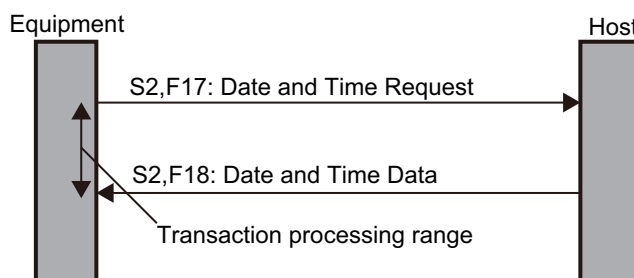 Equipment
Host
S2,F17: Date and Time Request
S2,F18: Date and Time Data
Transaction processing range